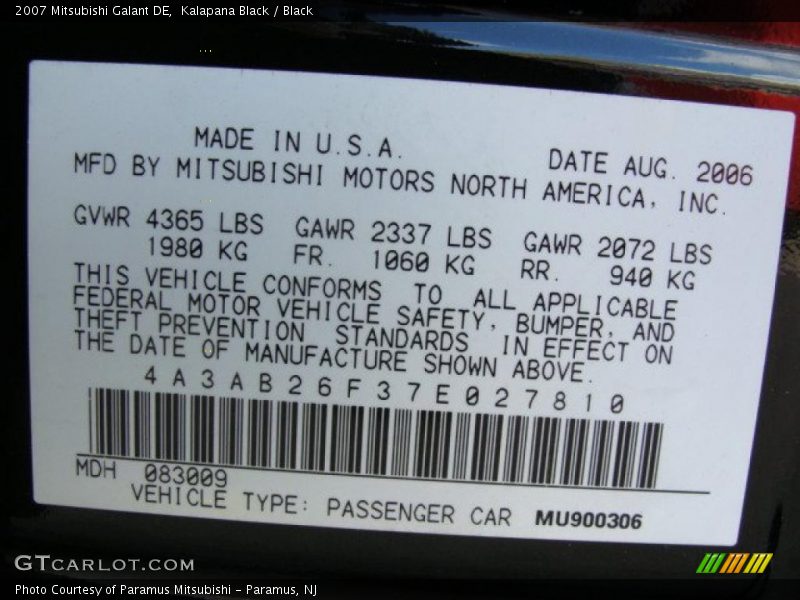 2007 Mitsubishi Galant DE,  Kalapana Black / Black
MADE IN U.S.A.
DATE AUG. 2006
MFD BY MITSUBISHI MOTORS NORTH AMERICA, INC.
GVWR 4365 LBS  GAWR 2337 LBS  GAWR 2072 LBS
1980 KG  FR.  1060 KG  RR.  940 KG
THIS VEHICLE CONFORMS TO ALL APPLICABLE
FEDERAL MOTOR VEHICLE SAFETY, BUMPER, AND
THEFT PREVENTION STANDARDS IN EFFECT ON
THE DATE OF MANUFACTURE SHOWN ABOVE.
4A3AB26F37E027810
MDH  083009
VEHICLE TYPE: PASSENGER CAR  MU900306
GTCARLOT.COM
Photo Courtesy of Paramus Mitsubishi - Paramus, NJ